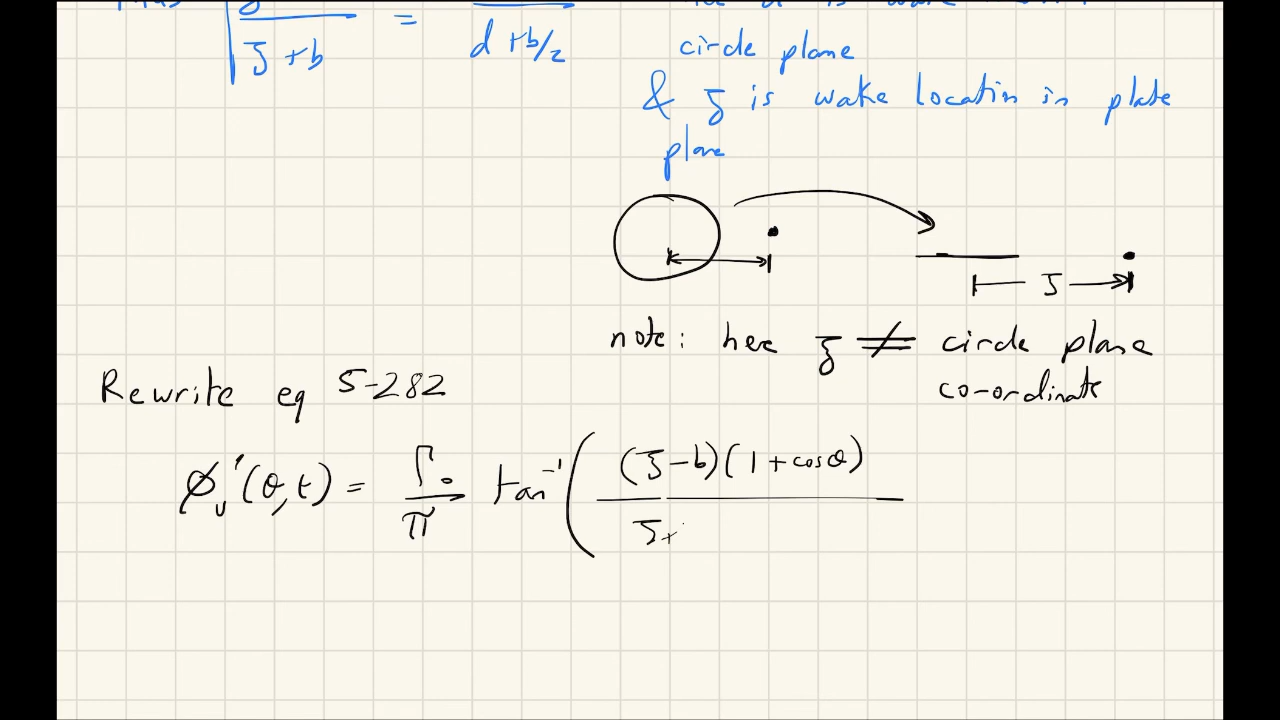 ζ+b = d+b/2
circle plane
& ζ is wake location in plate
plane
ζ
note: here ζ ≠ circle plane
co-ordinate
Rewrite eq 5-282
ϕᵥ'(θ,t) = Γ₀/π tan⁻¹( (ζ-b)(1+cosθ)
ζ+